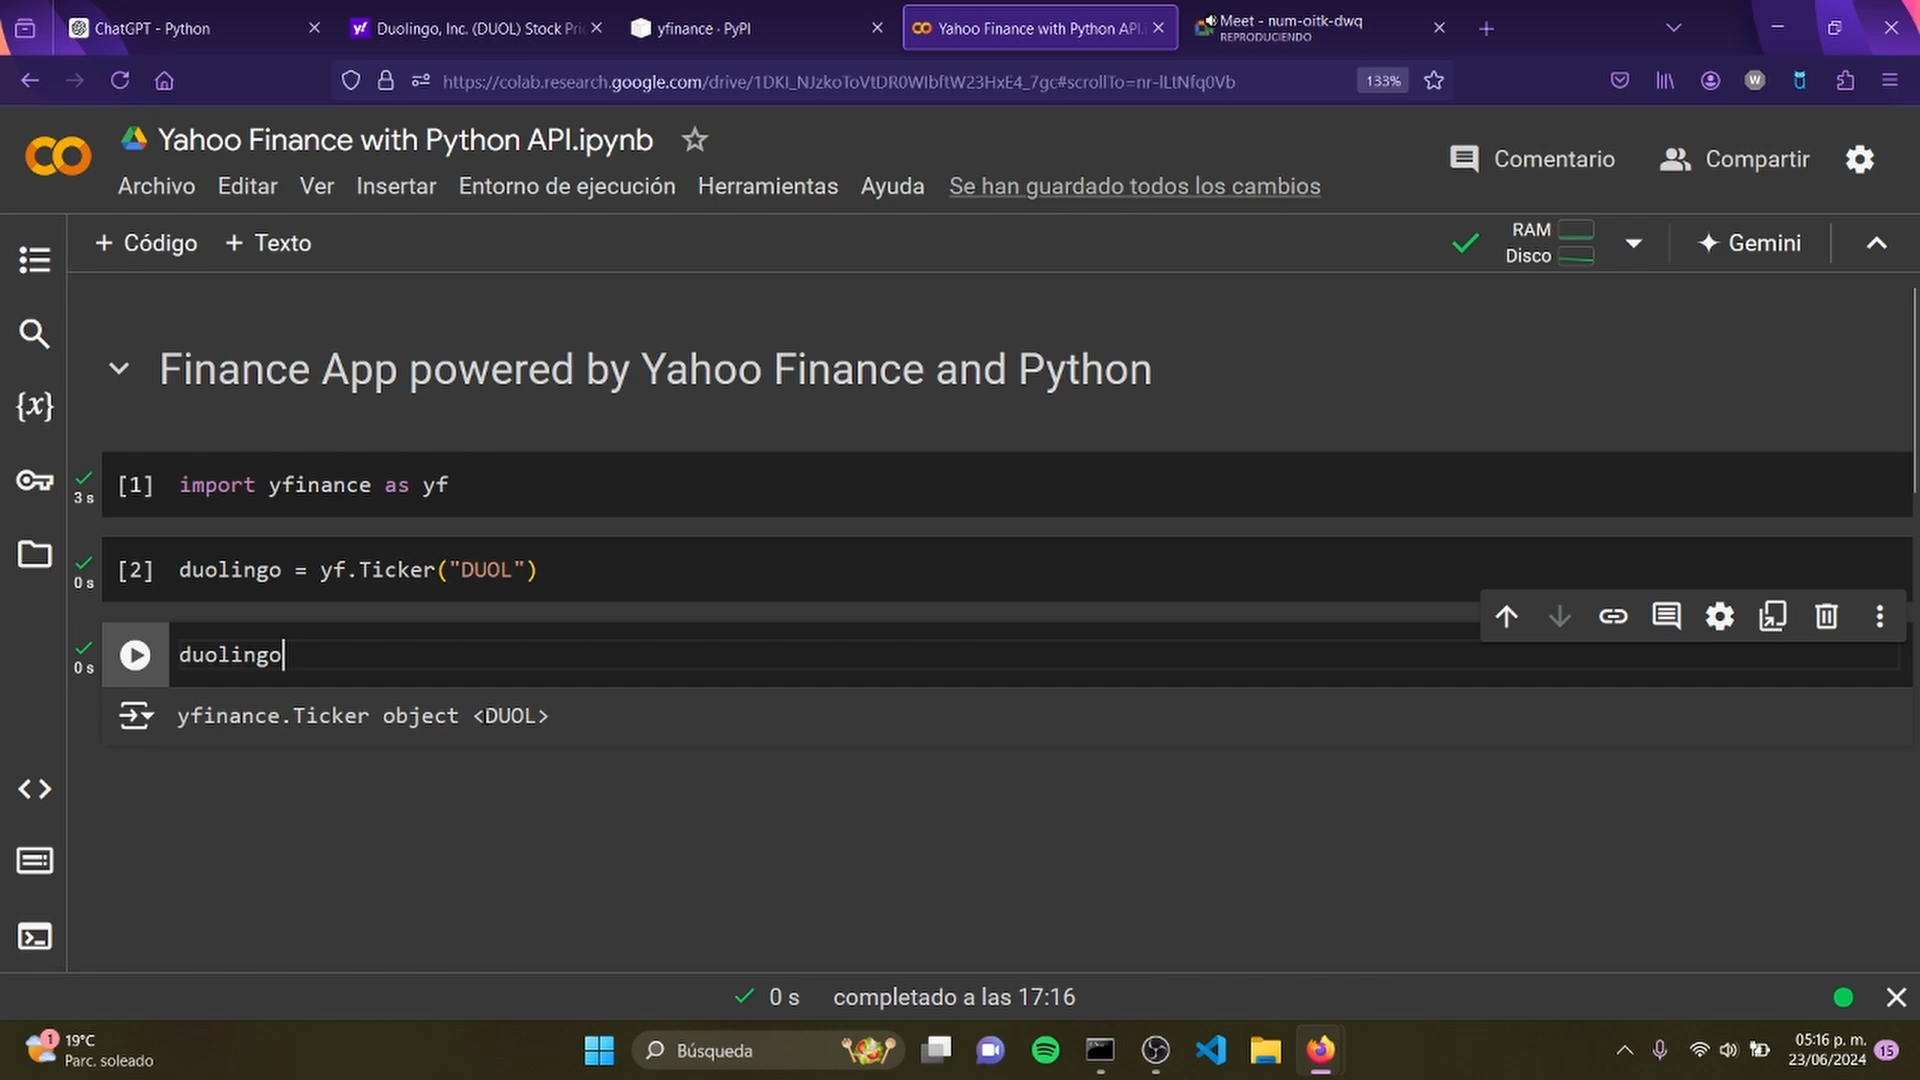 ChatGPT - Python
Duolingo, Inc. (DUOL) Stock Pri
yfinance · PyPI
Yahoo Finance with Python API.
Meet - num-oitk-dwq
REPRODUCIENDO
https://colab.research.google.com/drive/1DKI_NJzkoToVtDR0WIbftW23HxE4_7gc#scrollTo=nr-lLtNfq0Vb
133%
W
Yahoo Finance with Python API.ipynb
Comentario
Compartir
Archivo Editar Ver Insertar Entorno de ejecución Herramientas Ayuda Se han guardado todos los cambios
+ Código + Texto
RAM
Disco
Gemini
Finance App powered by Yahoo Finance and Python
{x}
3 s
[1] import yfinance as yf
0 s
[2] duolingo = yf.Ticker("DUOL")
0 s
duolingo
yfinance.Ticker object <DUOL>
0 s completado a las 17:16
1
19°C
Parc. soleado
Búsqueda
05:16 p. m.
23/06/2024
15